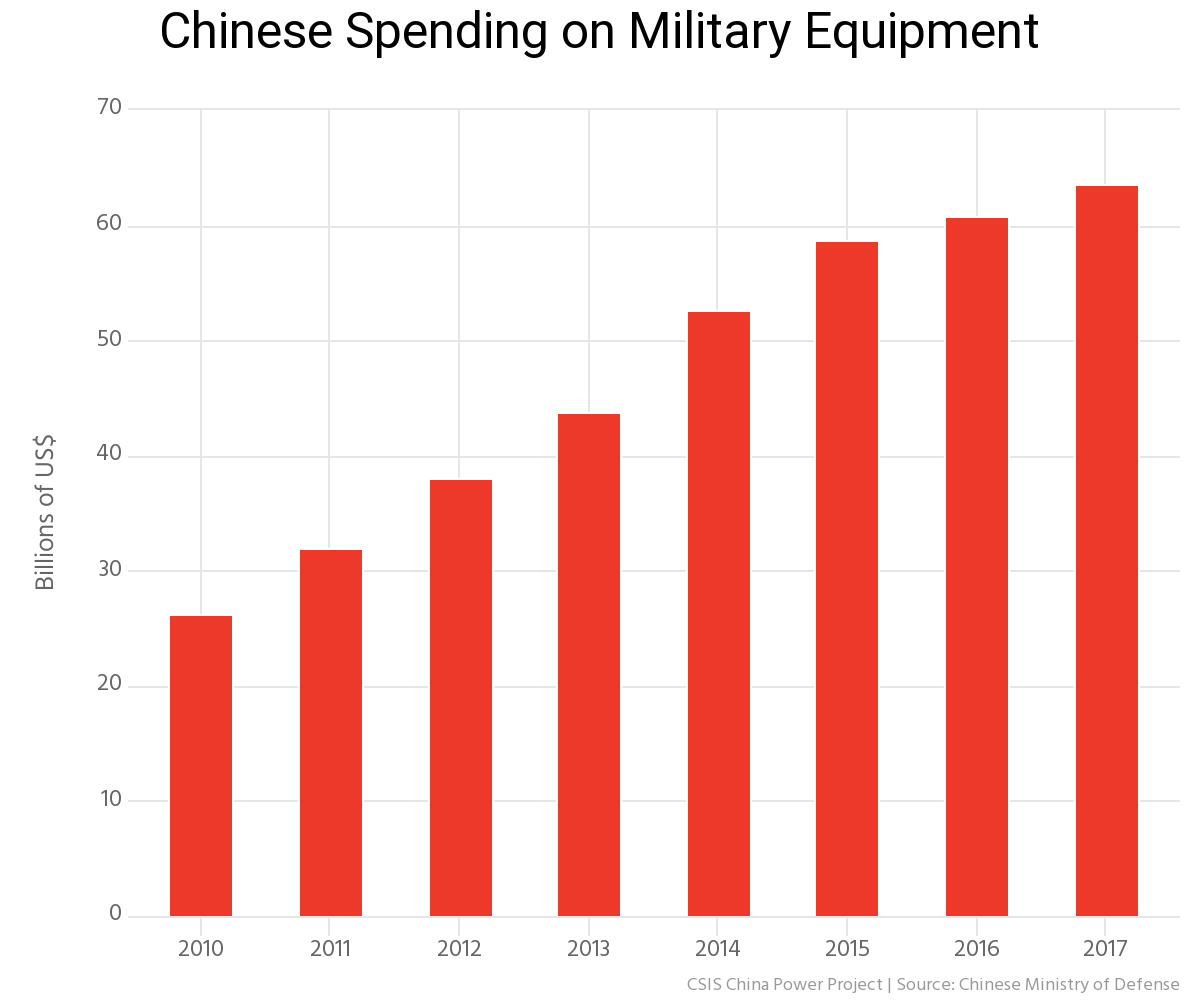 Chinese Spending on Military Equipment
70
60
50
40
30
20
10
0
Billions of US$
2010 2011 2012 2013 2014 2015 2016 2017
CSIS China Power Project | Source: Chinese Ministry of Defense